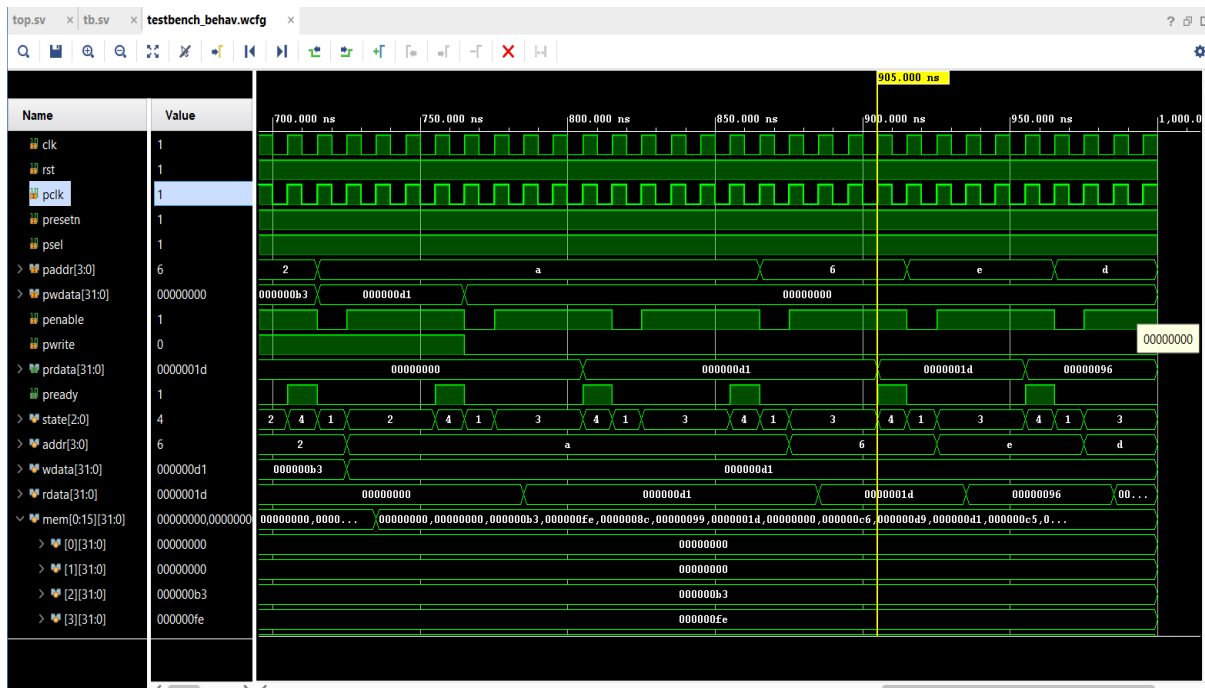 top.sv × tb.sv × testbench_behav.wcfg × ?
905.000 ns
Name Value 700.000 ns 750.000 ns 800.000 ns 850.000 ns 900.000 ns 950.000 ns 1,000.0
clk 1
rst 1
pclk 1
presetn 1
psel 1
paddr[3:0] 6 2 a 6 e d
pwdata[31:0] 00000000 000000b3 000000d1 00000000
penable 1
pwrite 0
00000000
prdata[31:0] 0000001d 00000000 000000d1 0000001d 00000096
pready 1
state[2:0] 4 2 4 1 2 4 1 3 4 1 3 4 1 3 4 1 3 4 1 3
addr[3:0] 6 2 a 6 e d
wdata[31:0] 000000d1 000000b3 000000d1
rdata[31:0] 0000001d 00000000 000000d1 0000001d 00000096 00...
mem[0:15][31:0] 00000000,00000000 00000000,0000... 00000000,00000000,000000b3,000000fe,0000008c,00000099,0000001d,00000000,000000c6,000000d9,000000d1,000000c5,0...
[0][31:0] 00000000 00000000
[1][31:0] 00000000 00000000
[2][31:0] 000000b3 000000b3
[3][31:0] 000000fe 000000fe